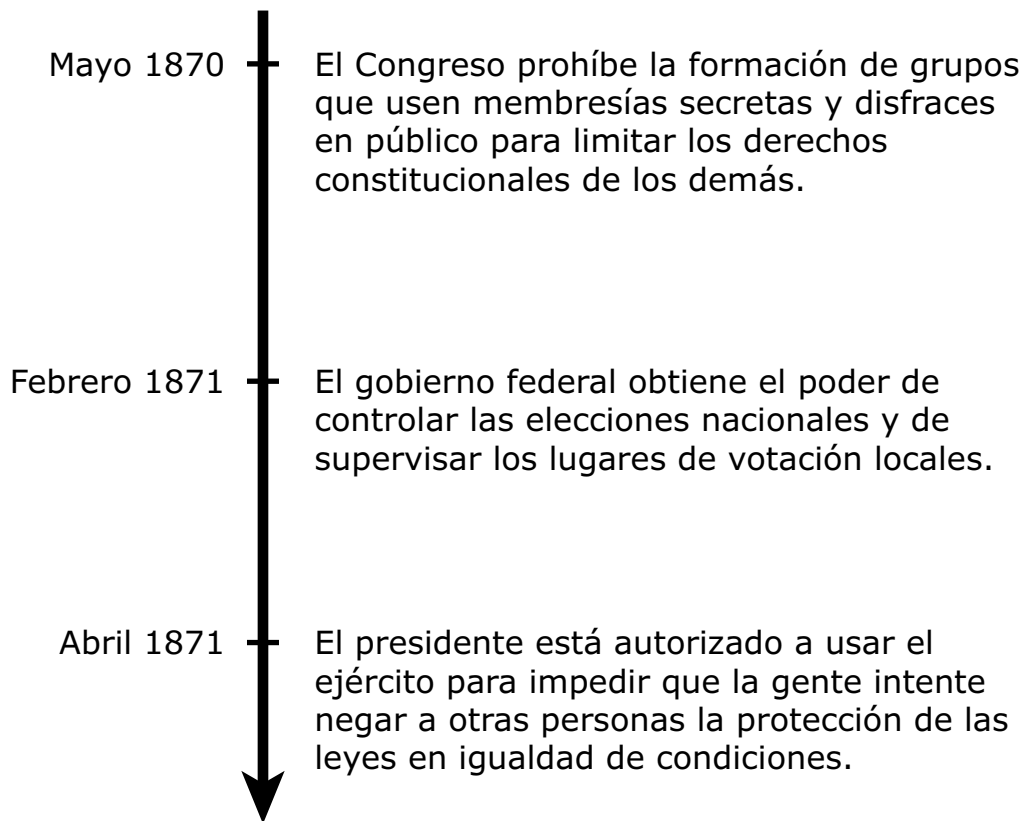 Mayo 1870
El Congreso prohíbe la formación de grupos
que usen membresías secretas y disfraces
en público para limitar los derechos
constitucionales de los demás.
Febrero 1871
El gobierno federal obtiene el poder de
controlar las elecciones nacionales y de
supervisar los lugares de votación locales.
Abril 1871
El presidente está autorizado a usar el
ejército para impedir que la gente intente
negar a otras personas la protección de las
leyes en igualdad de condiciones.